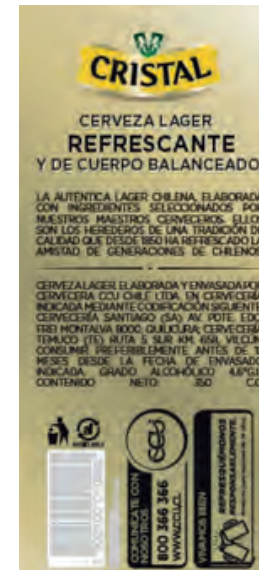 CRISTAL
CERVEZA LAGER
REFRESCANTE
Y DE CUERPO BALANCEADO
LA AUTÉNTICA LAGER CHILENA, ELABORADA
CON INGREDIENTES SELECCIONADOS POR
NUESTROS MAESTROS CERVECEROS. ELLOS
SON LOS HEREDEROS DE UNA TRADICIÓN DE
CALIDAD QUE DESDE 1850 HA REFRESCADO LA
AMISTAD DE GENERACIONES DE CHILENOS
CERVEZA LAGER. ELABORADA Y ENVASADA POR
CERVECERA CCU CHILE LTDA. EN CERVECERÍA
INDICADA MEDIANTE CODIFICACIÓN SIGUIENTE:
CERVECERÍA SANTIAGO (SA) AV. PDTE. EDO.
FREI MONTALVA 8000, QUILICURA; CERVECERÍA
TEMUCO (TE) RUTA 5 SUR KM. 658, VILCÚN
CONSUMIR PREFERIBLEMENTE ANTES DE
MESES DESDE LA FECHA DE ENVASADO
INDICADA. GRADO ALCOHÓLICO 4,6°G.L.
CONTENIDO NETO: 350 C.C.
COMUNÍCATE CON
NOSOTROS
800 366 366
WWW.CCU.CL
CCU
VIVAMOS BIEN
REFRESQUÉMONOS
RESPONSABLEMENTE.